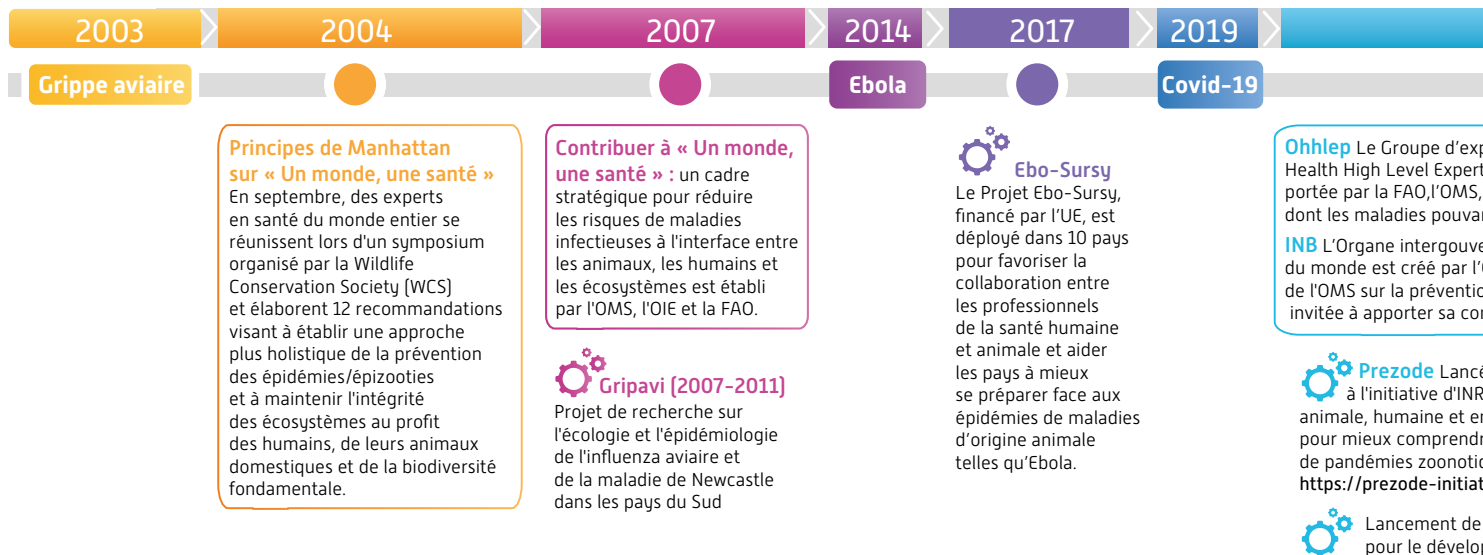 2003
2004
2007
2014
2017
2019
Grippe aviaire
Ebola
Covid-19
Principes de Manhattan
sur « Un monde, une santé »
En septembre, des experts
en santé du monde entier se
réunissent lors d'un symposium
organisé par la Wildlife
Conservation Society (WCS)
et élaborent 12 recommandations
visant à établir une approche
plus holistique de la prévention
des épidémies/épizooties
et à maintenir l'intégrité
des écosystèmes au profit
des humains, de leurs animaux
domestiques et de la biodiversité
fondamentale.
Contribuer à « Un monde,
une santé » : un cadre
stratégique pour réduire
les risques de maladies
infectieuses à l'interface entre
les animaux, les humains et
les écosystèmes est établi
par l'OMS, l'OIE et la FAO.
Gripavi (2007-2011)
Projet de recherche sur
l'écologie et l'épidémiologie
de l'influenza aviaire et
de la maladie de Newcastle
dans les pays du Sud
Ebo-Sursy
Le Projet Ebo-Sursy,
financé par l'UE, est
déployé dans 10 pays
pour favoriser la
collaboration entre
les professionnels
de la santé humaine
et animale et aider
les pays à mieux
se préparer face aux
épidémies de maladies
d'origine animale
telles qu'Ebola.
Ohhlep Le Groupe d'exp
Health High Level Expert
portée par la FAO,l'OMS,
dont les maladies pouvar
INB L'Organe intergouve
du monde est créé par l'
de l'OMS sur la préventio
invitée à apporter sa con
Prezode Lancé
à l'initiative d'INR
animale, humaine et en
pour mieux comprendr
de pandémies zoonotiq
https://prezode-initiat
Lancement de
pour le dévelop